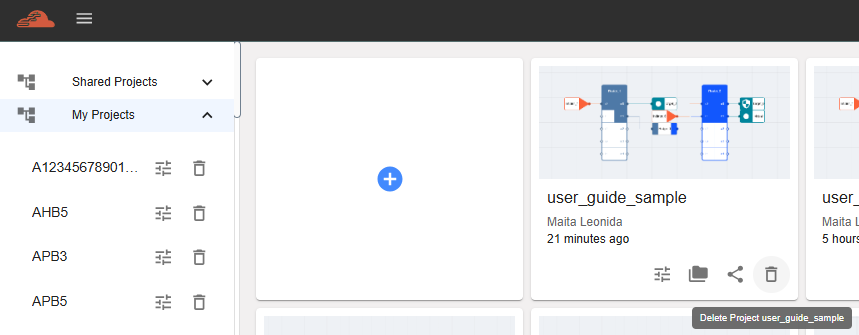 Shared Projects
My Projects
A12345678901...
AHB5
APB3
APB5
user_guide_sample
Maita Leonida
21 minutes ago
Delete Project user_guide_sample
user_
Maita
5 hours